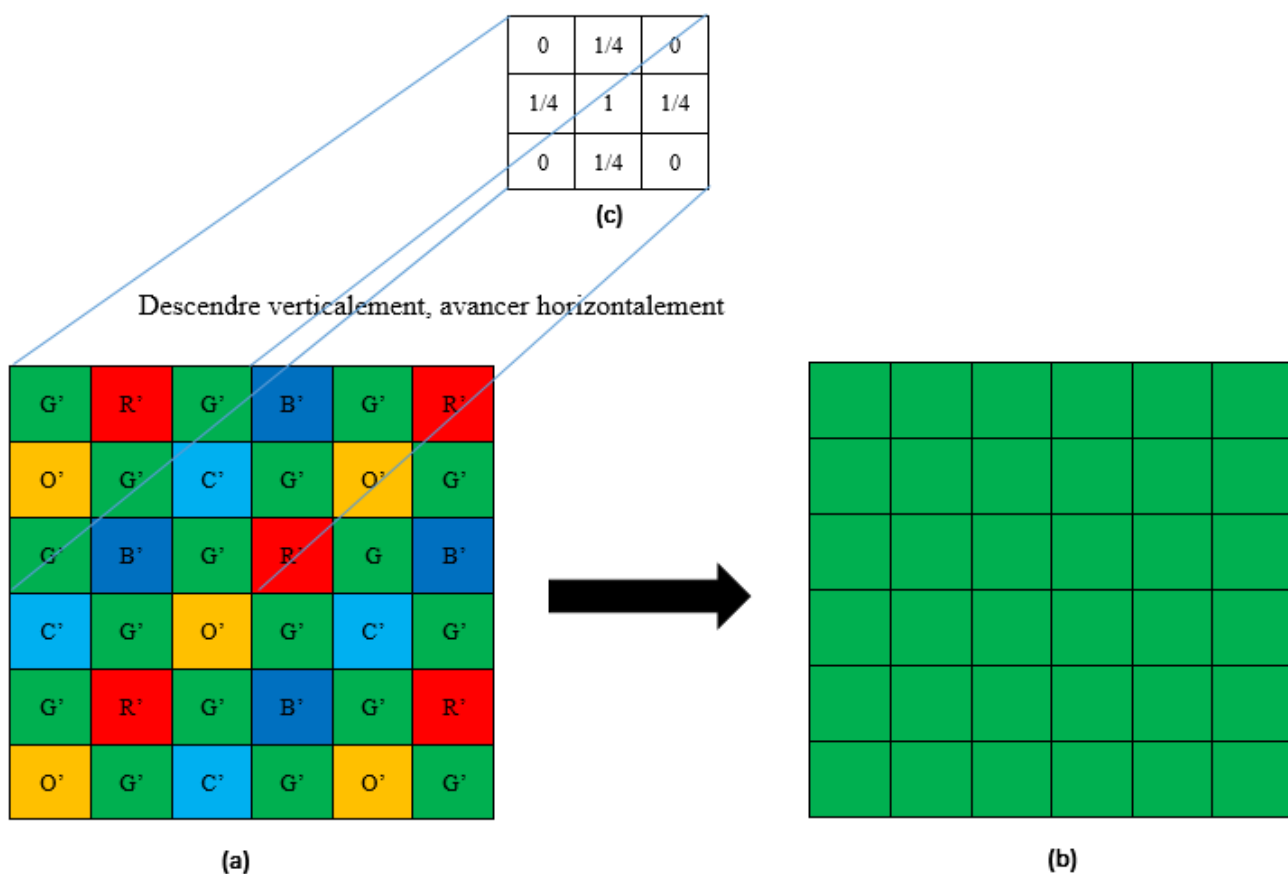 0 1/4 0
1/4 1 1/4
0 1/4 0
(c)
Descendre verticalement, avancer horizontalement
G’ R’ G’ B’ G’ R’
O’ G’ C’ G’ O’ G’
G’ B’ G’ R’ G B’
C’ G’ O’ G’ C’ G’
G’ R’ G’ B’ G’ R’
O’ G’ C’ G’ O’ G’
(a) (b)